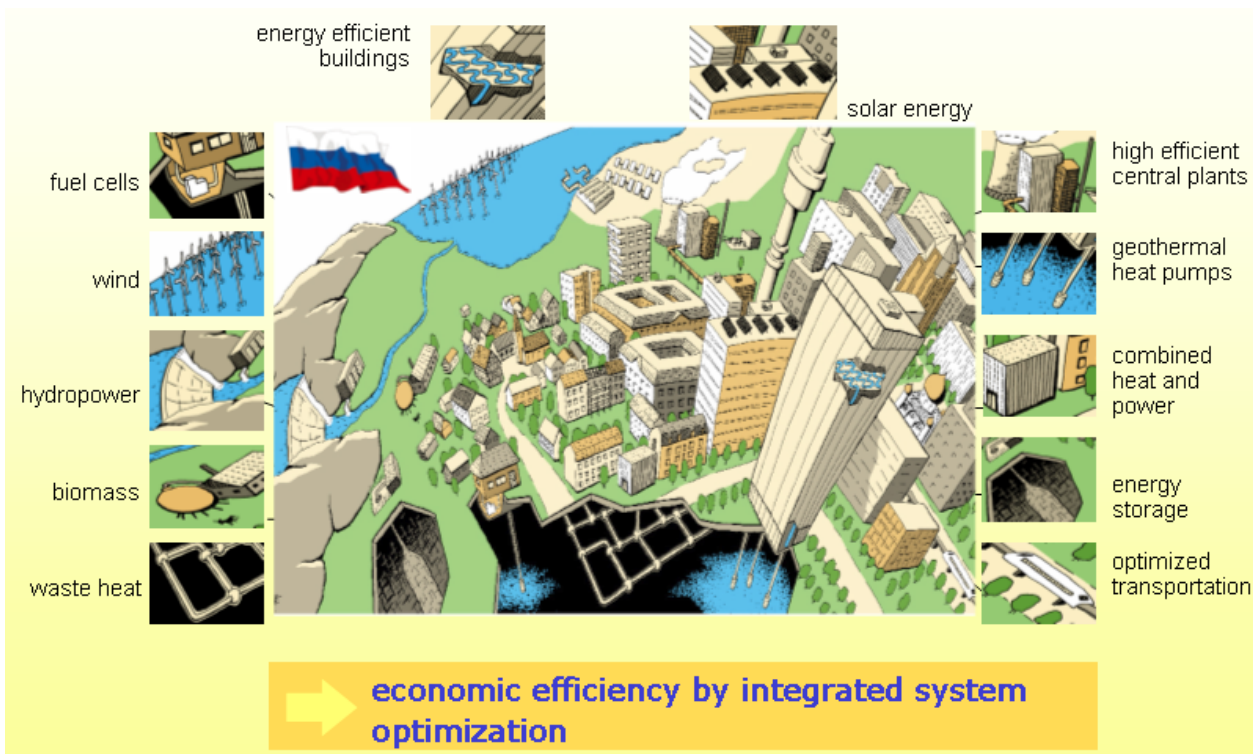 energy efficient
buildings
solar energy
fuel cells
high efficient
central plants
wind
geothermal
heat pumps
hydropower
combined
heat and
power
biomass
energy
storage
waste heat
optimized
transportation
economic efficiency by integrated system
optimization